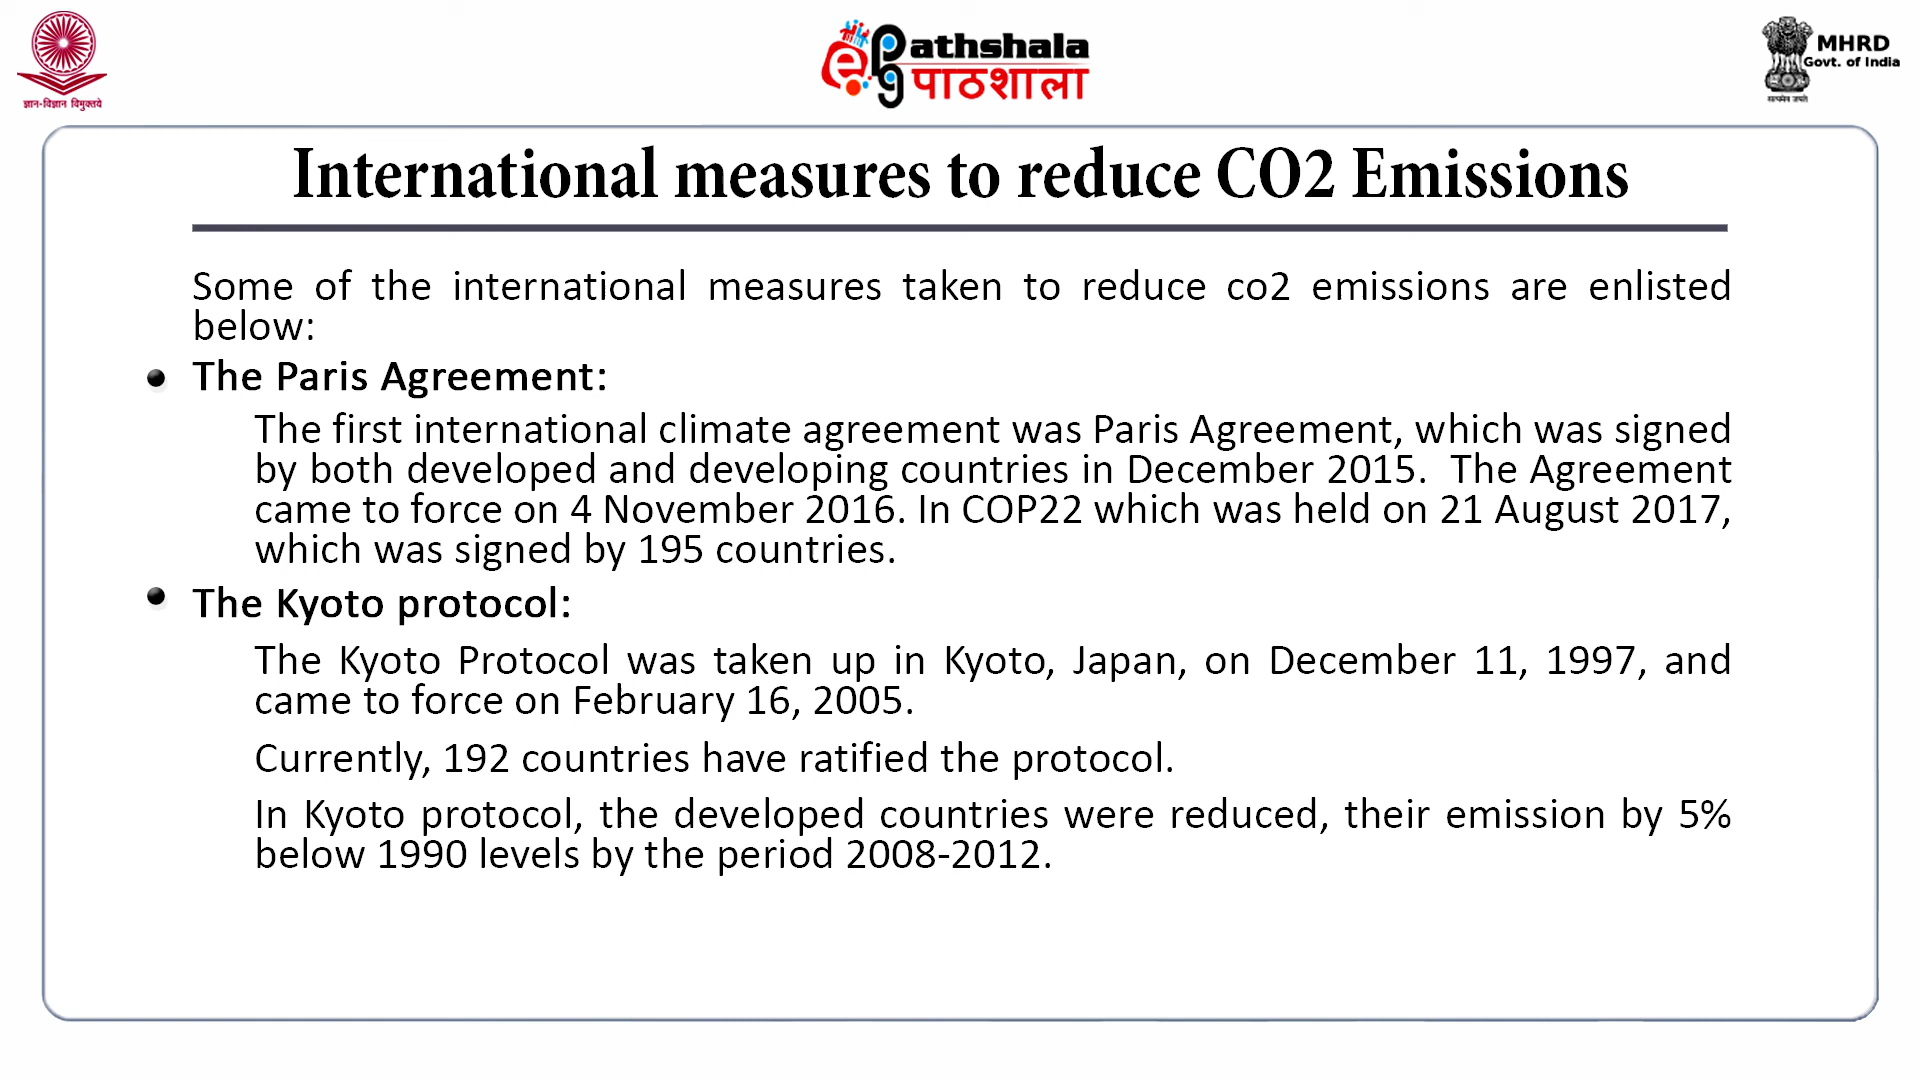 ज्ञान-विज्ञान विमुक्तये
ePG athshala
पाठशाला
MHRD
Govt. of India
सत्यमेव जयते
International measures to reduce CO2 Emissions
Some of the international measures taken to reduce co2 emissions are enlisted
below:
The Paris Agreement:
The first international climate agreement was Paris Agreement, which was signed
by both developed and developing countries in December 2015. The Agreement
came to force on 4 November 2016. In COP22 which was held on 21 August 2017,
which was signed by 195 countries.
The Kyoto protocol:
The Kyoto Protocol was taken up in Kyoto, Japan, on December 11, 1997, and
came to force on February 16, 2005.
Currently, 192 countries have ratified the protocol.
In Kyoto protocol, the developed countries were reduced, their emission by 5%
below 1990 levels by the period 2008-2012.